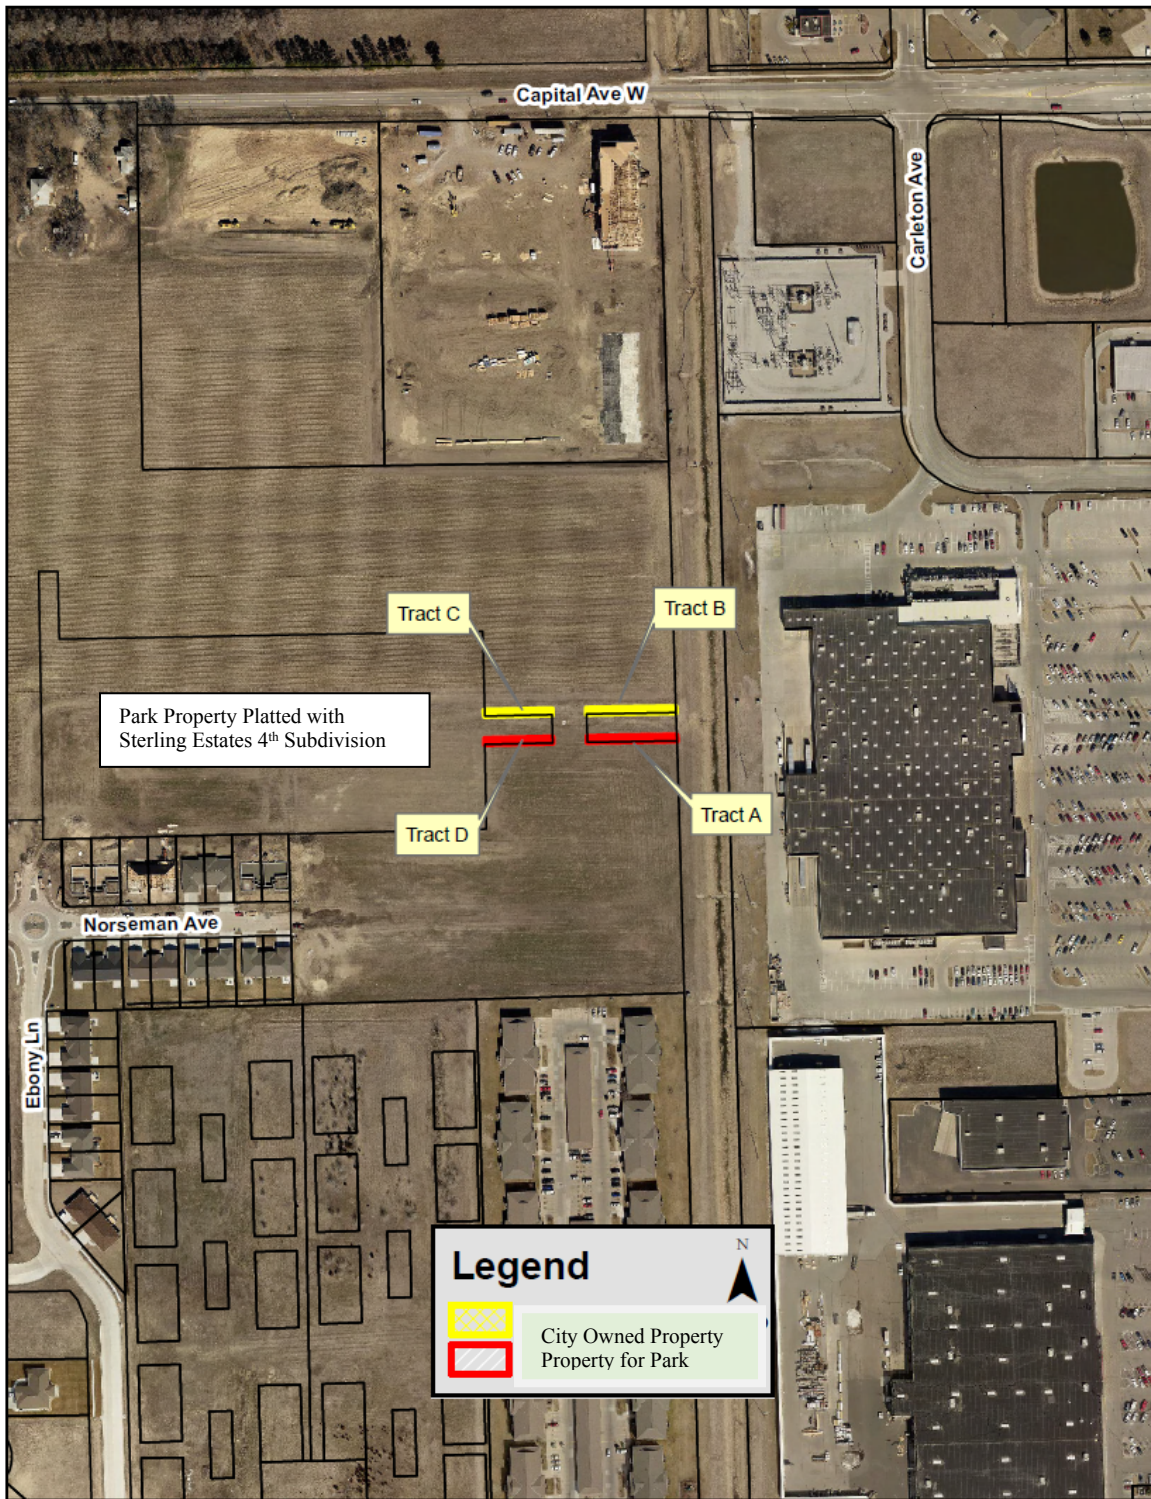 Capital Ave W
Carleton Ave
Tract C
Tract B
Park Property Platted with
Sterling Estates 4th Subdivision
Tract A
Tract D
Norseman Ave
Ebony Ln
Legend
N
City Owned Property
Property for Park